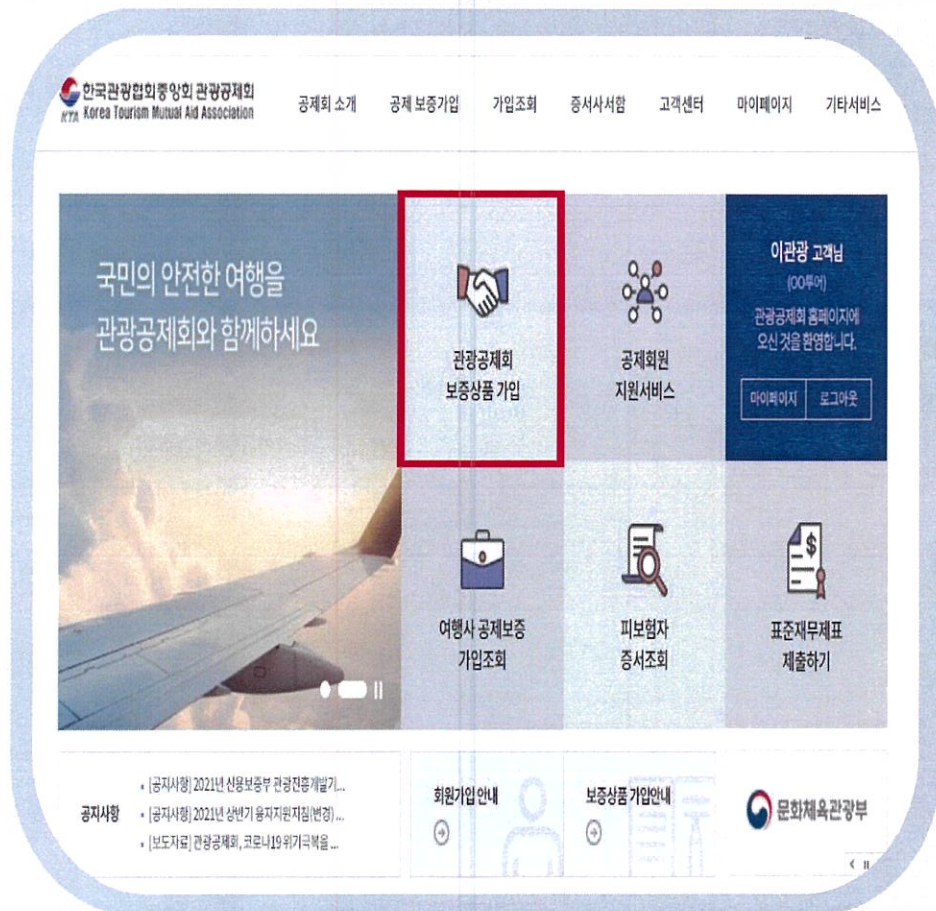 한국관광협회중앙회 관광공제회
KTA Korea Tourism Mutual Aid Association
공제회 소개 공제 보증가입 가입조회 증서사서함 고객센터 마이페이지 기타서비스
국민의 안전한 여행을
관광공제회와 함께하세요
관광공제회
보증상품 가입
공제회원
지원서비스
이관광 고객님
(OO투어)
관광공제회 홈페이지에
오신 것을 환영합니다.
마이페이지 로그아웃
여행사 공제보증
가입조회
피보험자
증서조회
표준재무제표
제출하기
공지사항
[공지사항] 2021년 신용보증부 관광진흥개발기...
[공지사항] 2021년 상반기 융자지원지침(변경) ...
[보도자료] 관광공제회, 코로나19 위기극복을 ...
회원가입 안내
보증상품 가입안내
문화체육관광부